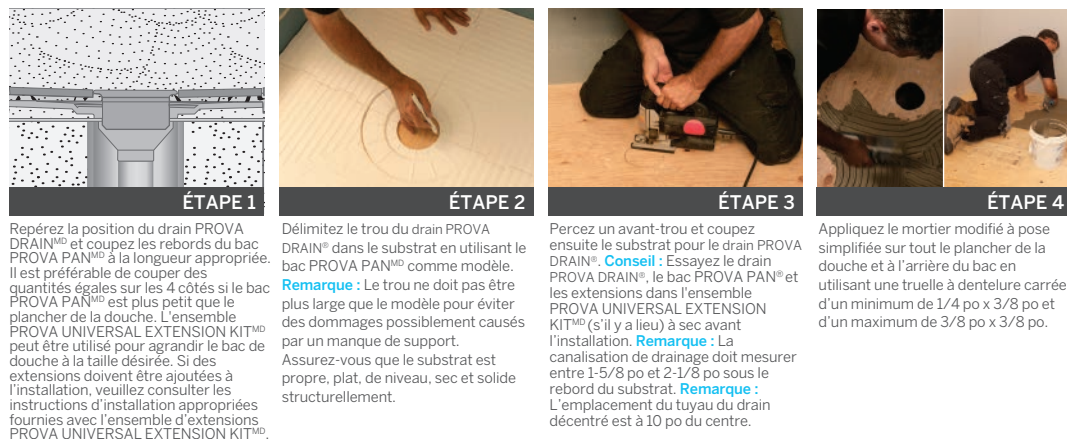 ÉTAPE 1
Repérez la position du drain PROVA
DRAINᴹᴰ et coupez les rebords du bac
PROVA PANᴹᴰ à la longueur appropriée.
Il est préférable de couper des
quantités égales sur les 4 côtés si le bac
PROVA PANᴹᴰ est plus petit que le
plancher de la douche. L'ensemble
PROVA UNIVERSAL EXTENSION KITᴹᴰ
peut être utilisé pour agrandir le bac de
douche à la taille désirée. Si des
extensions doivent être ajoutées à
l'installation, veuillez consulter les
instructions d'installation appropriées
fournies avec l'ensemble d'extensions
PROVA UNIVERSAL EXTENSION KITᴹᴰ.
ÉTAPE 2
Délimitez le trou du drain PROVA
DRAIN® dans le substrat en utilisant le
bac PROVA PANᴹᴰ comme modèle.
Remarque : Le trou ne doit pas être
plus large que le modèle pour éviter
des dommages possiblement causés
par un manque de support.
Assurez-vous que le substrat est
propre, plat, de niveau, sec et solide
structurellement.
ÉTAPE 3
Percez un avant-trou et coupez
ensuite le substrat pour le drain PROVA
DRAIN®. Conseil : Essayez le drain
PROVA DRAIN®, le bac PROVA PAN® et
les extensions dans l'ensemble
PROVA UNIVERSAL EXTENSION
KITᴹᴰ (s'il y a lieu) à sec avant
l'installation. Remarque : La
canalisation de drainage doit mesurer
entre 1-5/8 po et 2-1/8 po sous le
rebord du substrat. Remarque :
L'emplacement du tuyau du drain
décentré est à 10 po du centre.
ÉTAPE 4
Appliquez le mortier modifié à pose
simplifiée sur tout le plancher de la
douche et à l'arrière du bac en
utilisant une truelle à dentelure carrée
d'un minimum de 1/4 po x 3/8 po et
d'un maximum de 3/8 po x 3/8 po.